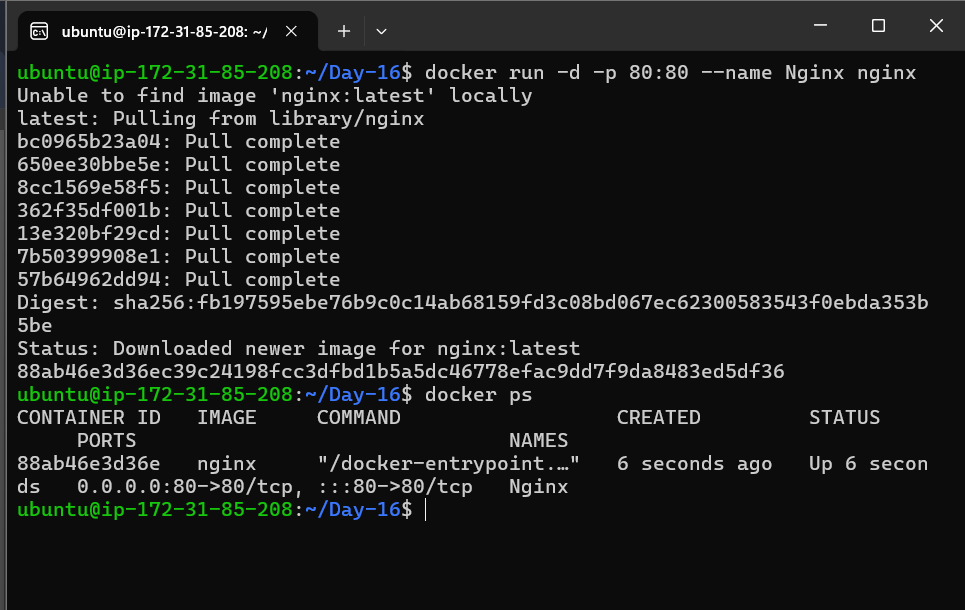 ubuntu@ip-172-31-85-208: ~/
ubuntu@ip-172-31-85-208:~/Day-16$ docker run -d -p 80:80 --name Nginx nginx
Unable to find image 'nginx:latest' locally
latest: Pulling from library/nginx
bc0965b23a04: Pull complete
650ee30bbe5e: Pull complete
8cc1569e58f5: Pull complete
362f35df001b: Pull complete
13e320bf29cd: Pull complete
7b50399908e1: Pull complete
57b64962dd94: Pull complete
Digest: sha256:fb197595ebe76b9c0c14ab68159fd3c08bd067ec62300583543f0ebda353b
5be
Status: Downloaded newer image for nginx:latest
88ab46e3d36ec39c24198fcc3dfbd1b5a5dc46778efac9dd7f9da8483ed5df36
ubuntu@ip-172-31-85-208:~/Day-16$ docker ps
CONTAINER ID   IMAGE     COMMAND                  CREATED         STATUS
     PORTS                               NAMES
88ab46e3d36e   nginx     "/docker-entrypoint.…"   6 seconds ago   Up 6 secon
ds   0.0.0.0:80->80/tcp, :::80->80/tcp   Nginx
ubuntu@ip-172-31-85-208:~/Day-16$